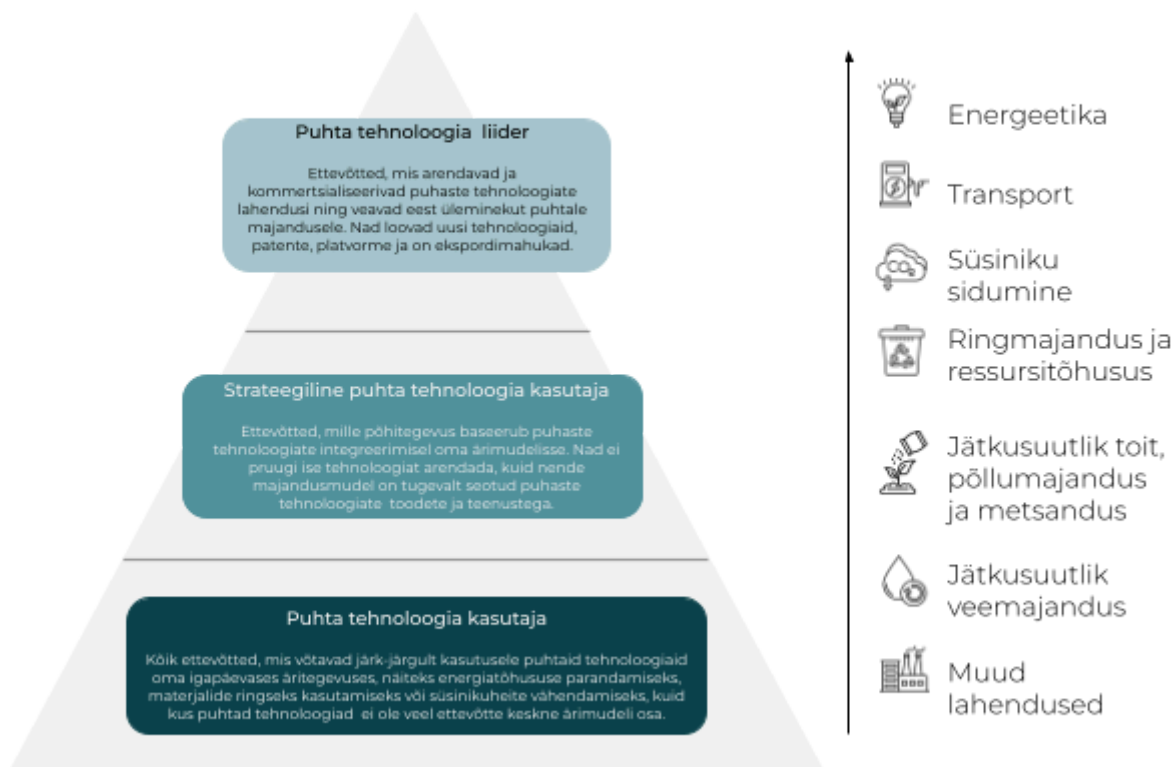 Puhta tehnoloogia liider
Ettevõtted, mis arendavad ja
kommertsialiseerivad puhaste tehnoloogiate
lahendusi ning veavad eest üleminekut puhtale
majandusele. Nad loovad uusi tehnoloogiaid,
patente, platvorme ja on ekspordimahukad.
Strateegiline puhta tehnoloogia kasutaja
Ettevõtted, mille põhitegevus baseerub puhaste
tehnoloogiate integreerimisel oma ärimudelisse. Nad ei
pruugi ise tehnoloogiat arendada, kuid nende
majandusmudel on tugevalt seotud puhaste
tehnoloogiate toodete ja teenustega.
Puhta tehnoloogia kasutaja
Kõik ettevõtted, mis võtavad järk-järgult kasutusele puhtaid tehnoloogiaid
oma igapäevases äritegevuses, näiteks energiatõhususe parandamiseks,
materjalide ringseks kasutamiseks või süsinikuheite vähendamiseks, kuid
kus puhtad tehnoloogiad ei ole veel ettevõtte keskne ärimudeli osa.
Energeetika
Transport
CO₂
Süsiniku
sidumine
Ringmajandus ja
ressursitõhusus
Jätkusuutlik toit,
põllumajandus
ja metsandus
Jätkusuutlik
veemajandus
Muud
lahendused